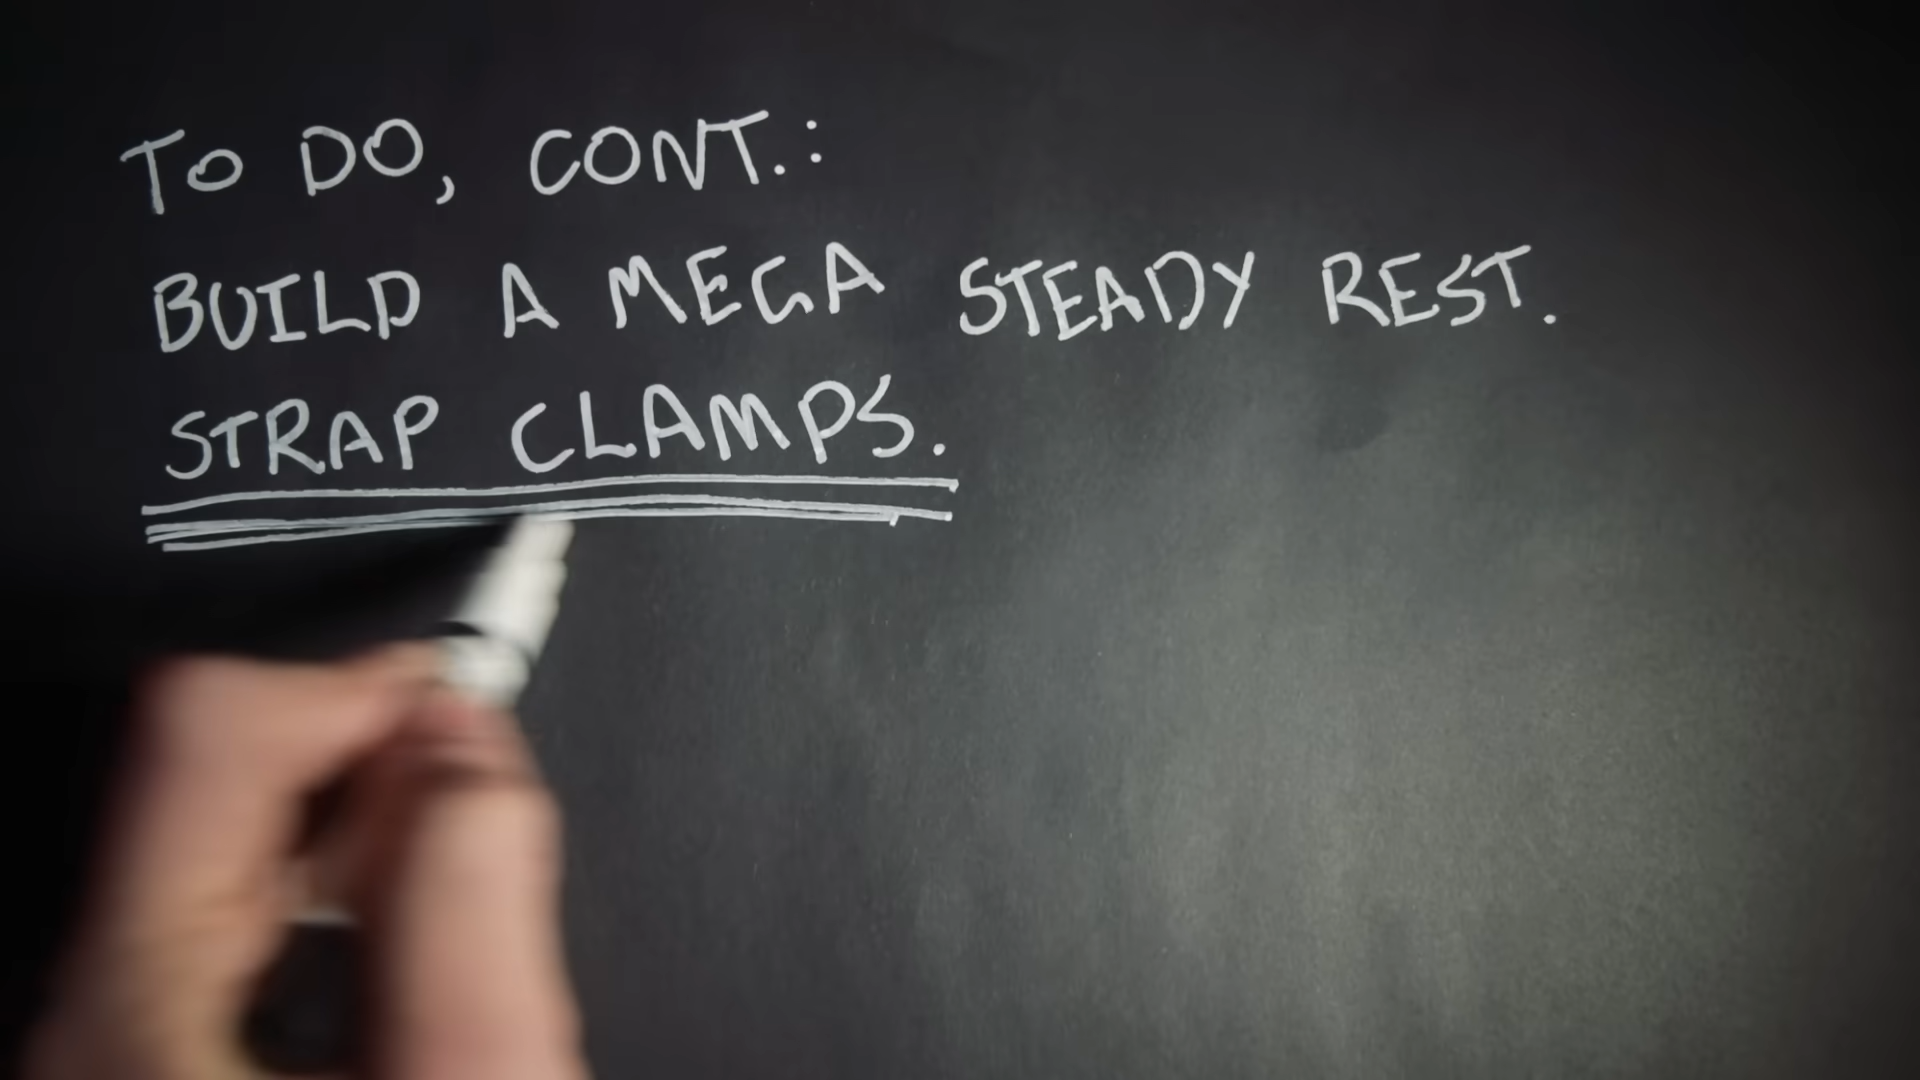 TO DO, CONT.:
BUILD A MEGA STEADY REST.
STRAP CLAMPS.